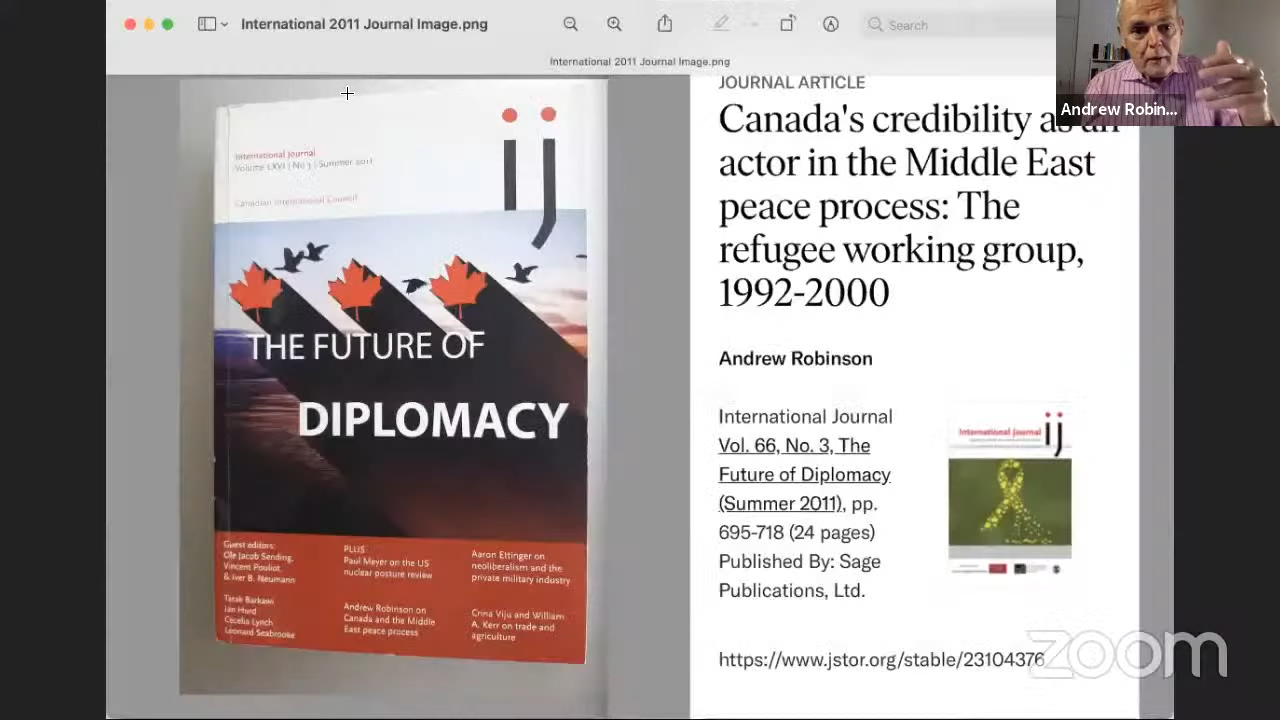 International 2011 Journal Image.png
Search
International 2011 Journal Image.png
Andrew Robin...
International Journal
Volume LXVI | No 3 | Summer 2011
Canadian International Council
ij
THE FUTURE OF
DIPLOMACY
Guest editors:
Ole Jacob Sending,
Vincent Pouliot,
& Iver B. Neumann
Tarak Barkawi
Ian Hurd
Cecelia Lynch
Leonard Seabrooke
PLUS
Paul Meyer on the US
nuclear posture review
Andrew Robinson on
Canada and the Middle
East peace process
Aaron Ettinger on
neoliberalism and the
private military industry
Crina Viju and William
A. Kerr on trade and
agriculture
JOURNAL ARTICLE
Canada's credibility as an
actor in the Middle East
peace process: The
refugee working group,
1992-2000
Andrew Robinson
International Journal
Vol. 66, No. 3, The
Future of Diplomacy
(Summer 2011), pp.
695-718 (24 pages)
Published By: Sage
Publications, Ltd.
International Journal
ij
https://www.jstor.org/stable/23104376
zoom